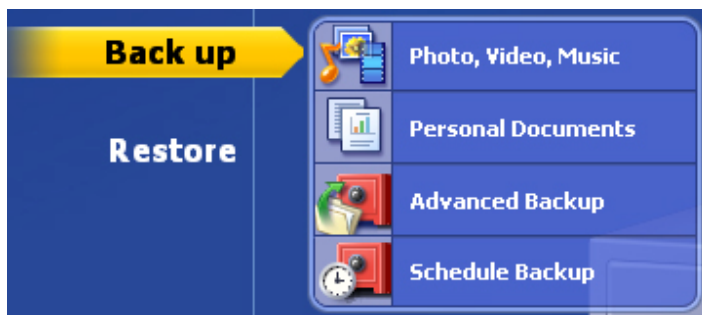 Back up
Restore
Photo, Video, Music
Personal Documents
Advanced Backup
Schedule Backup